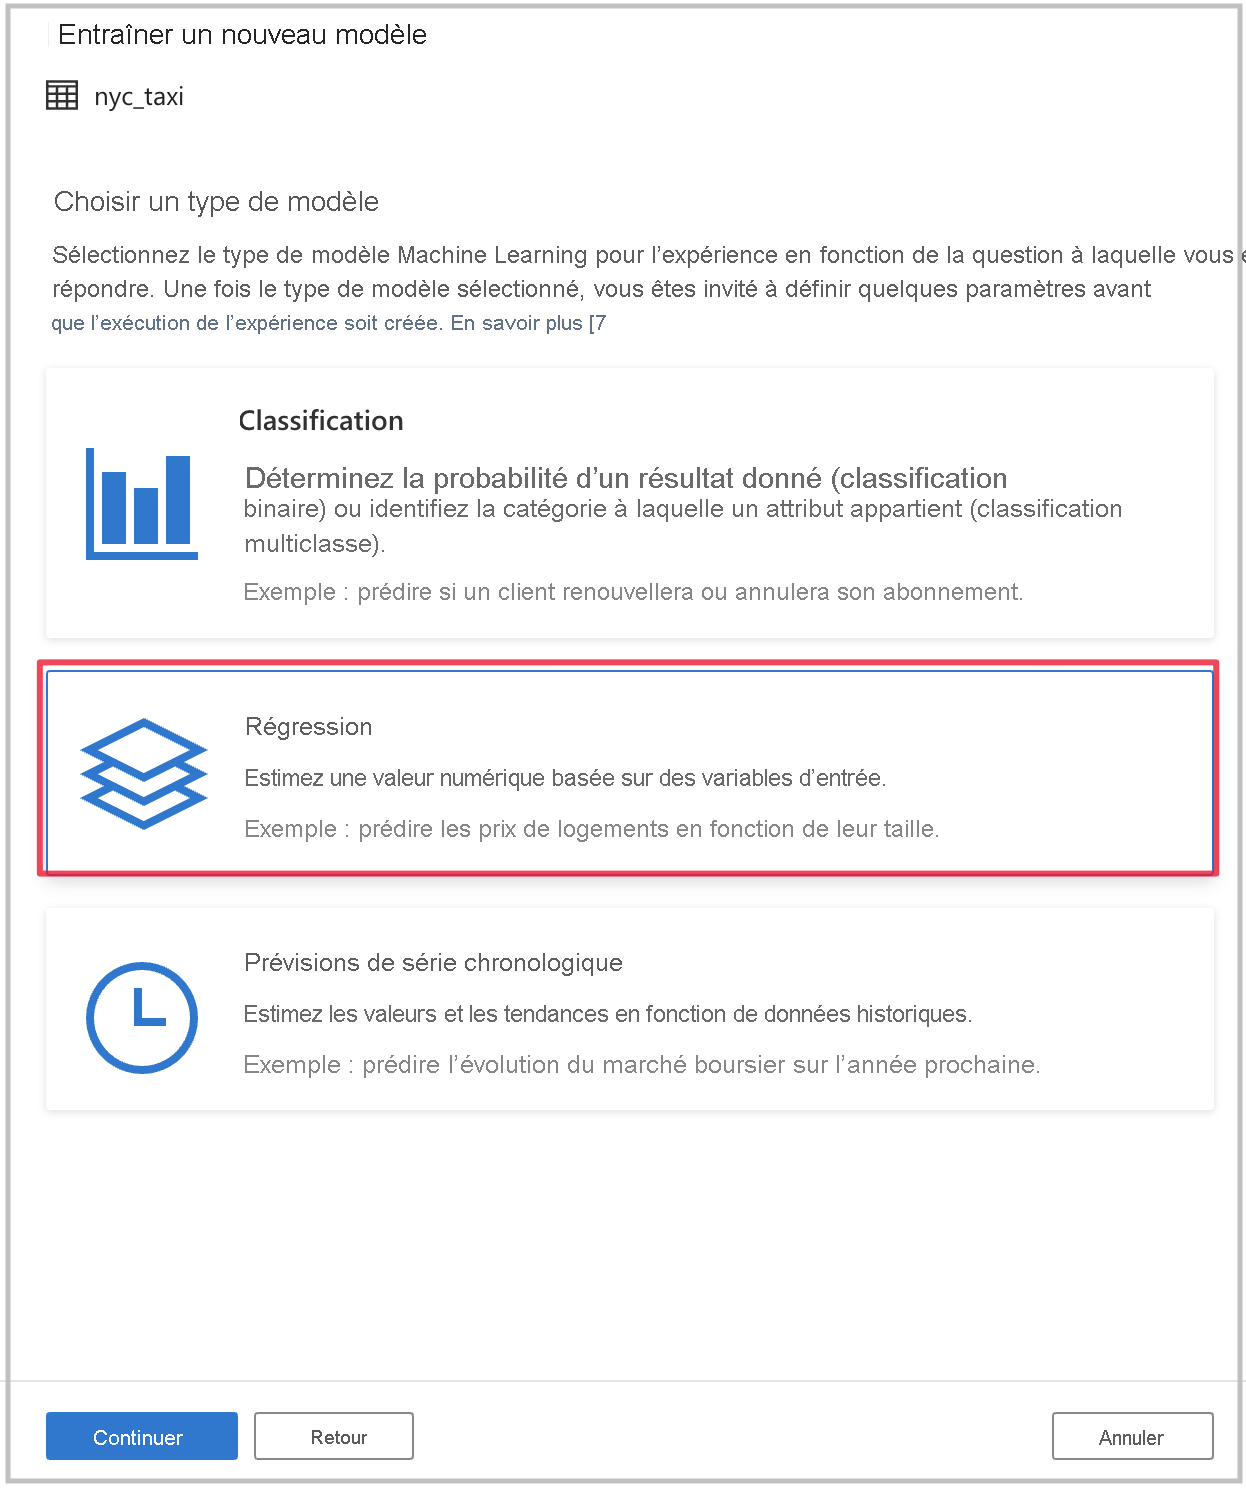 Entraîner un nouveau modèle
nyc_taxi
Choisir un type de modèle
Sélectionnez le type de modèle Machine Learning pour l’expérience en fonction de la question à laquelle vous
répondre. Une fois le type de modèle sélectionné, vous êtes invité à définir quelques paramètres avant
que l’exécution de l’expérience soit créée. En savoir plus [7
Classification
Déterminez la probabilité d’un résultat donné (classification
binaire) ou identifiez la catégorie à laquelle un attribut appartient (classification
multiclasse).
Exemple : prédire si un client renouvellera ou annulera son abonnement.
Régression
Estimez une valeur numérique basée sur des variables d’entrée.
Exemple : prédire les prix de logements en fonction de leur taille.
Prévisions de série chronologique
Estimez les valeurs et les tendances en fonction de données historiques.
Exemple : prédire l’évolution du marché boursier sur l’année prochaine.
Continuer
Retour
Annuler